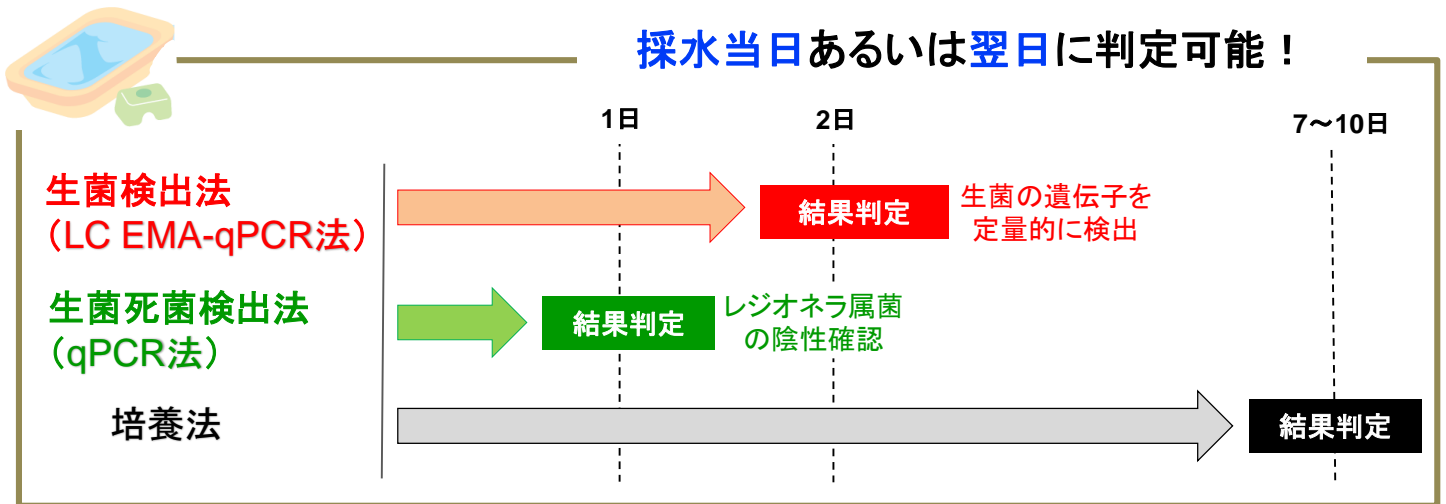 採水当日あるいは翌日に判定可能！
1日
2日
7～10日
生菌検出法
（LC EMA-qPCR法）
結果判定
生菌の遺伝子を
定量的に検出
生菌死菌検出法
（qPCR法）
結果判定
レジオネラ属菌
の陰性確認
培養法
結果判定